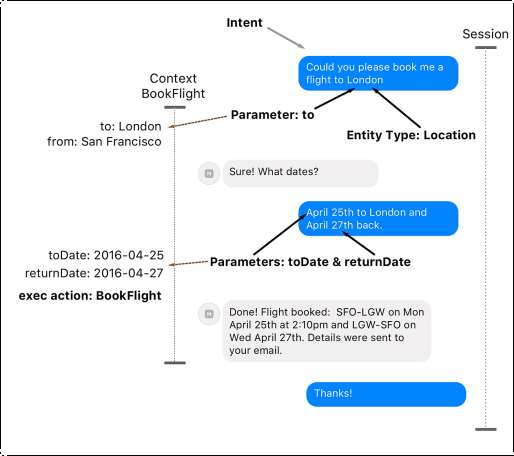 Intent
Session
Could you please book me a
flight to London
Context
BookFlight
Parameter: to
to: London
from: San Francisco
Entity Type: Location
Sure! What dates?
April 25th to London and
April 27th back.
toDate: 2016-04-25
returnDate: 2016-04-27
Parameters: toDate & returnDate
exec action: BookFlight
Done! Flight booked: SFO-LGW on Mon
April 25th at 2:10pm and LGW-SFO on
Wed April 27th. Details were sent to
your email.
Thanks!